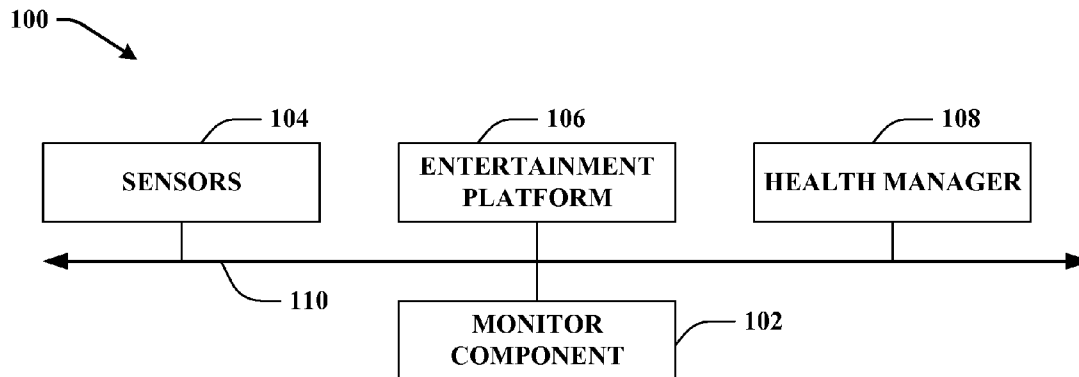 100
104
106
108
SENSORS
ENTERTAINMENT
PLATFORM
HEALTH MANAGER
110
MONITOR
COMPONENT
102